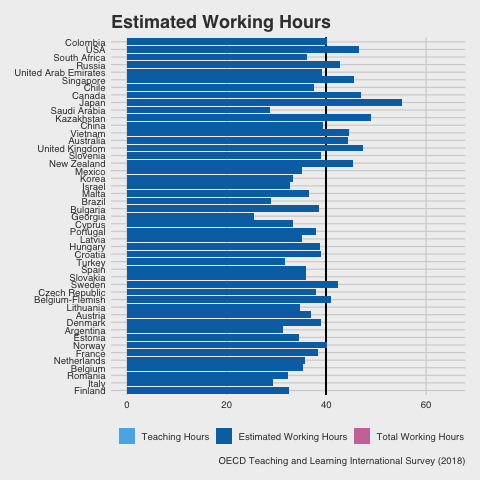 Estimated Working Hours
Colombia
USA
South Africa
Russia
United Arab Emirates
Singapore
Chile
Canada
Japan
Saudi Arabia
Kazakhstan
China
Vietnam
Australia
United Kingdom
Slovenia
New Zealand
Mexico
Korea
Israel
Malta
Brazil
Bulgaria
Georgia
Cyprus
Portugal
Latvia
Hungary
Croatia
Turkey
Spain
Slovakia
Sweden
Czech Republic
Belgium-Flemish
Lithuania
Austria
Denmark
Argentina
Estonia
Norway
France
Netherlands
Belgium
Romania
Italy
Finland
0 20 40 60
Teaching Hours Estimated Working Hours Total Working Hours
OECD Teaching and Learning International Survey (2018)